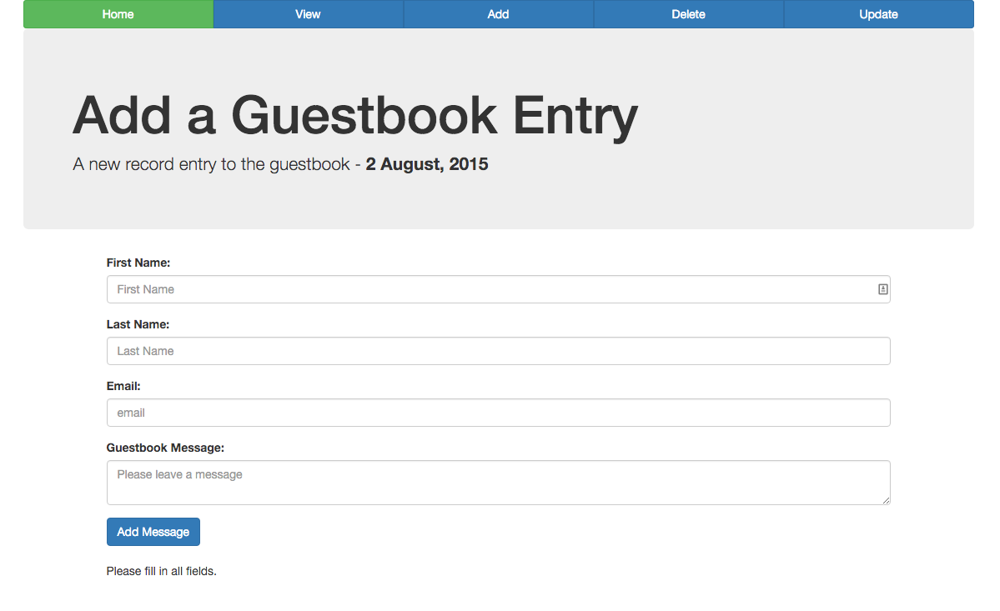 Home View Add Delete Update
Add a Guestbook Entry
A new record entry to the guestbook - 2 August, 2015
First Name:
First Name
Last Name:
Last Name
Email:
email
Guestbook Message:
Please leave a message
Add Message
Please fill in all fields.